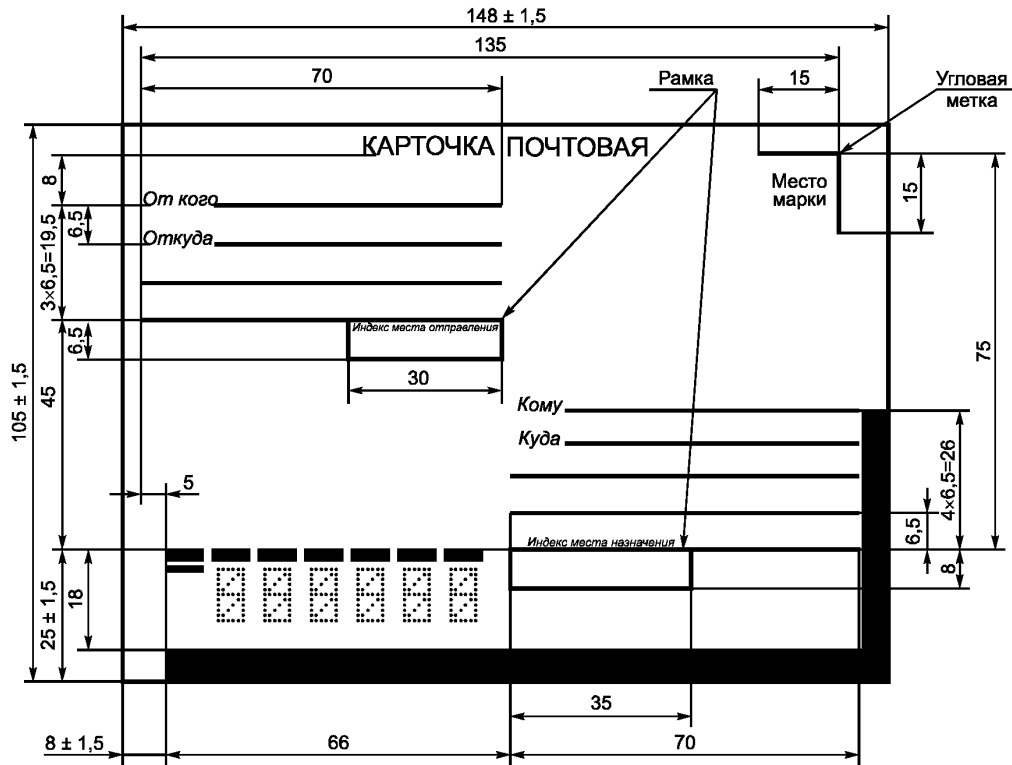 148 ± 1,5
135
70
Рамка
15
Угловая
метка
КАРТОЧКА ПОЧТОВАЯ
8
Место
марки
15
От кого
6,5
Откуда
3×6,5=19,5
Индекс места отправления
6,5
30
75
105 ± 1,5
45
Кому
Куда
4×6,5=26
5
6,5
Индекс места назначения
8
25 ± 1,5
18
35
8 ± 1,5
66
70